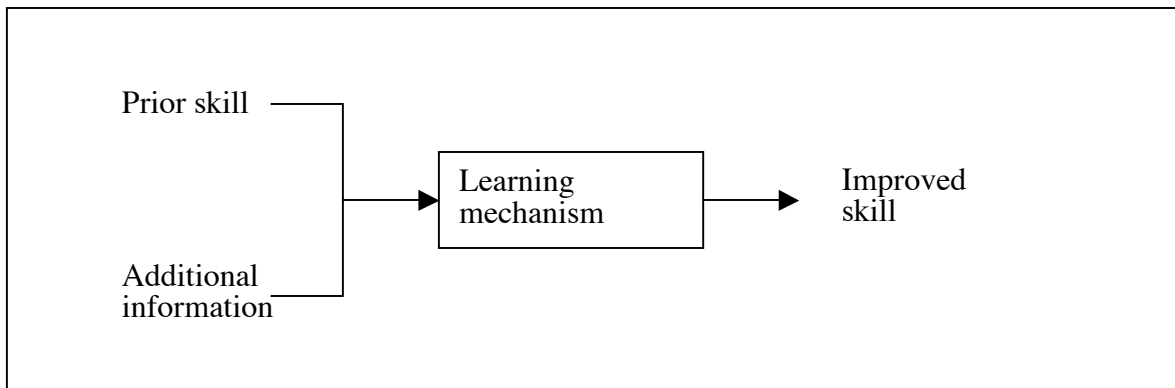 Prior skill
Learning
mechanism
Improved
skill
Additional
information